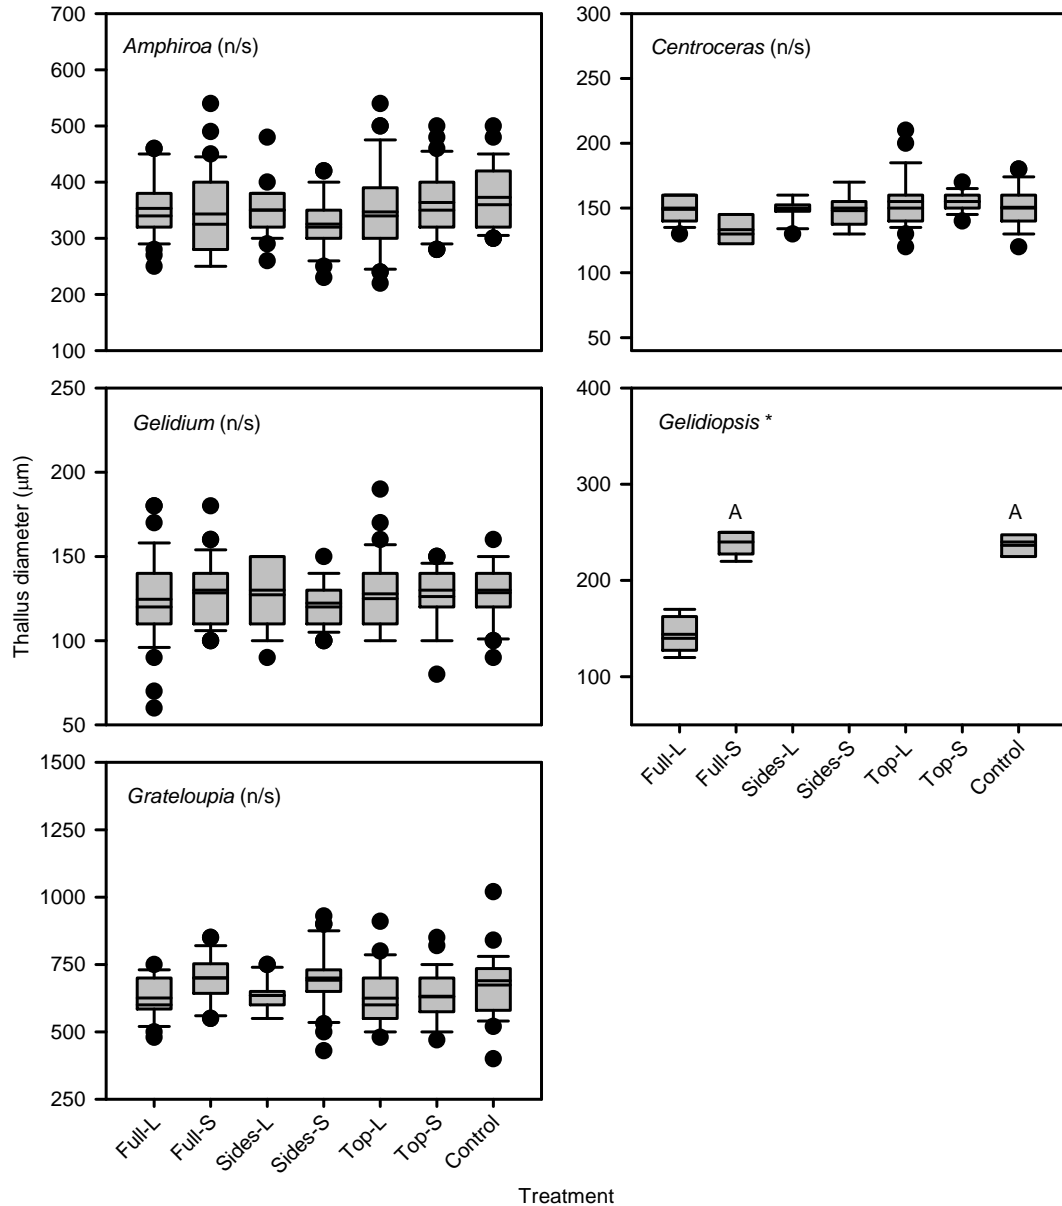 700
600
500
400
300
200
100
Amphiroa (n/s)
300
250
200
150
100
50
Centroceras (n/s)
250
200
150
100
50
Gelidium (n/s)
400
300
200
100
Gelidiopsis *
A
A
Full-L
Full-S
Sides-L
Sides-S
Top-L
Top-S
Control
Thallus diameter (μm)
1500
1250
1000
750
500
250
Grateloupia (n/s)
Full-L
Full-S
Sides-L
Sides-S
Top-L
Top-S
Control
Treatment